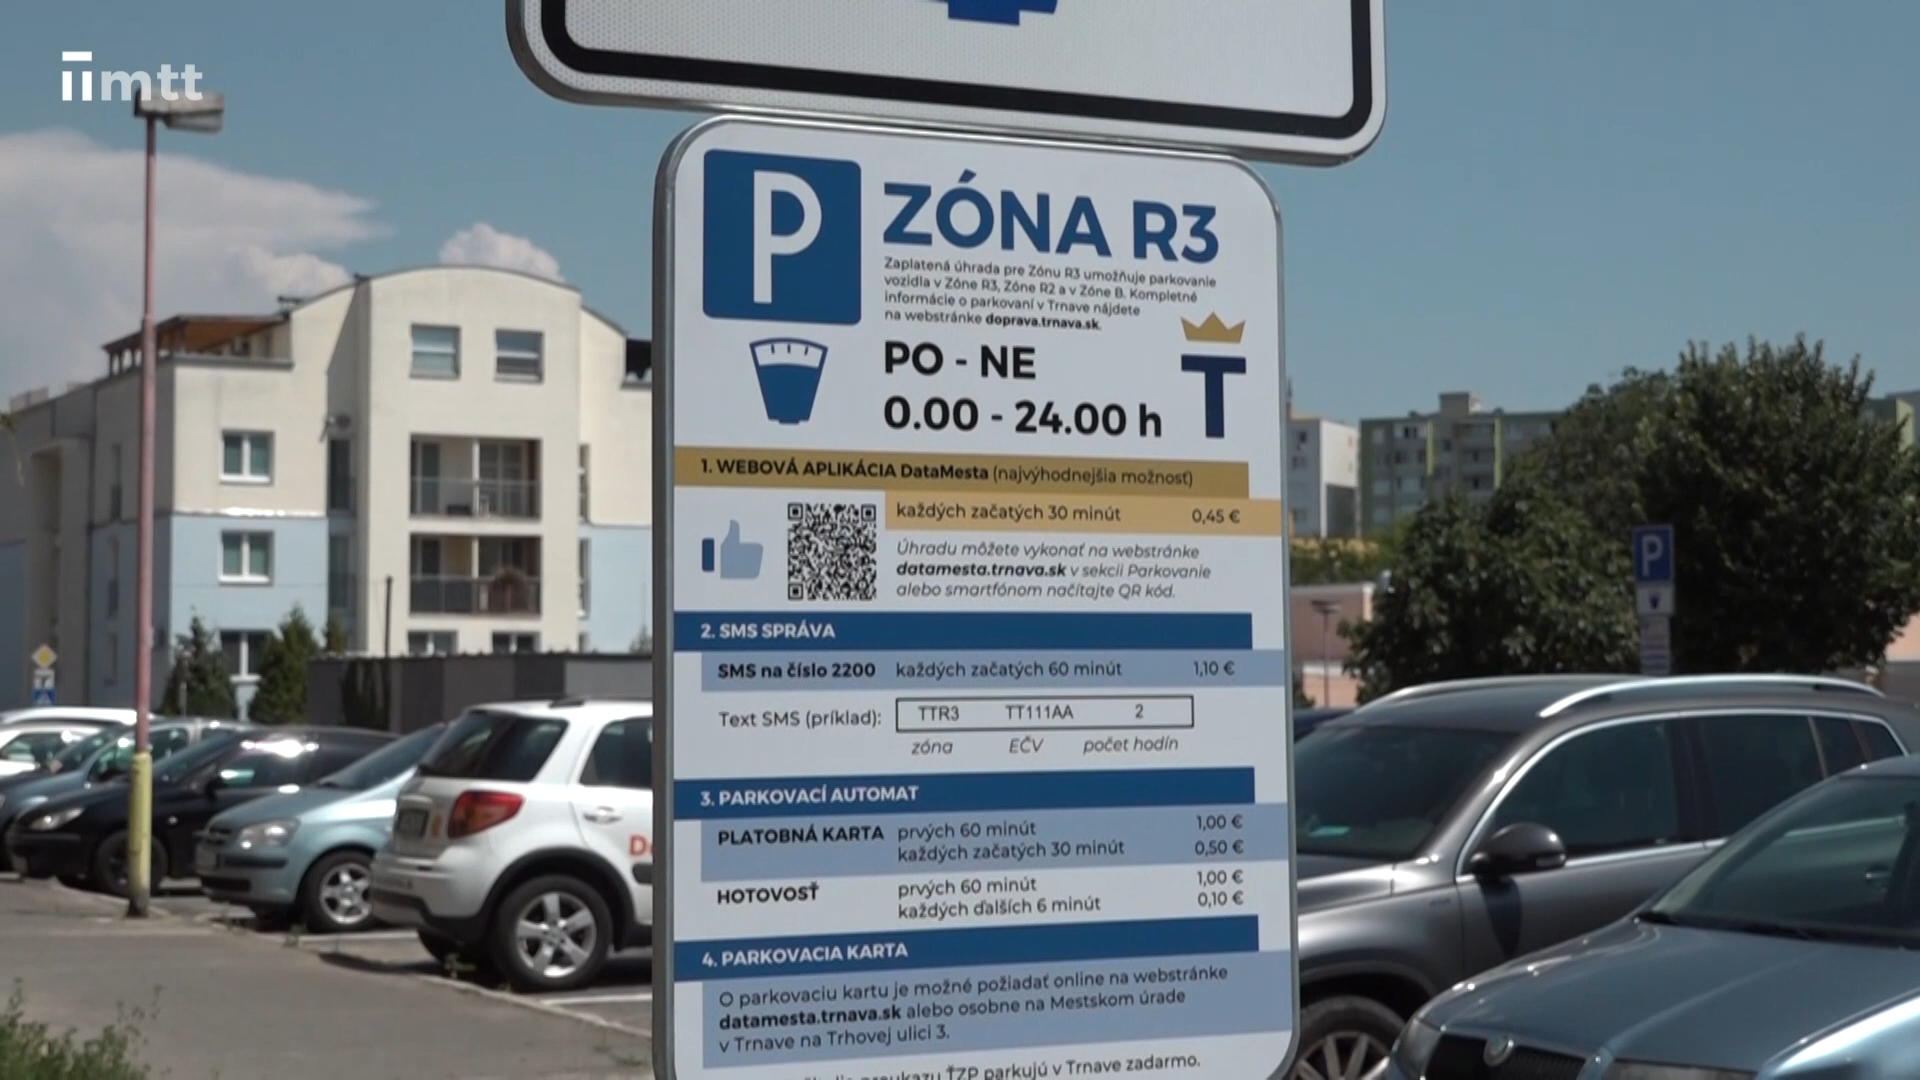 mtt
P
ZÓNA R3
Zaplatená úhrada pre Zónu R3 umožňuje parkovanie
vozidla v Zóne R3, Zóne R2 a v Zóne B. Kompletné
informácie o parkovaní v Trnave nájdete
na webstránke doprava.trnava.sk.
PO - NE
0.00 - 24.00 h
T
1. WEBOVÁ APLIKÁCIA DataMesta (najvýhodnejšia možnosť)
každých začatých 30 minút 0,45 €
Úhradu môžete vykonať na webstránke
datamesta.trnava.sk v sekcii Parkovanie
alebo smartfónom načítajte QR kód.
2. SMS SPRÁVA
SMS na číslo 2200 každých začatých 60 minút 1,10 €
Text SMS (príklad): TTR3 TT111AA 2
zóna EČV počet hodín
3. PARKOVACÍ AUTOMAT
PLATOBNÁ KARTA prvých 60 minút 1,00 €
každých začatých 30 minút 0,50 €
HOTOVOSŤ prvých 60 minút 1,00 €
každých ďalších 6 minút 0,10 €
4. PARKOVACIA KARTA
O parkovaciu kartu je možné požiadať online na webstránke
datamesta.trnava.sk alebo osobne na Mestskom úrade
v Trnave na Trhovej ulici 3.
preukazu ŤZP parkujú v Trnave zadarmo.
P